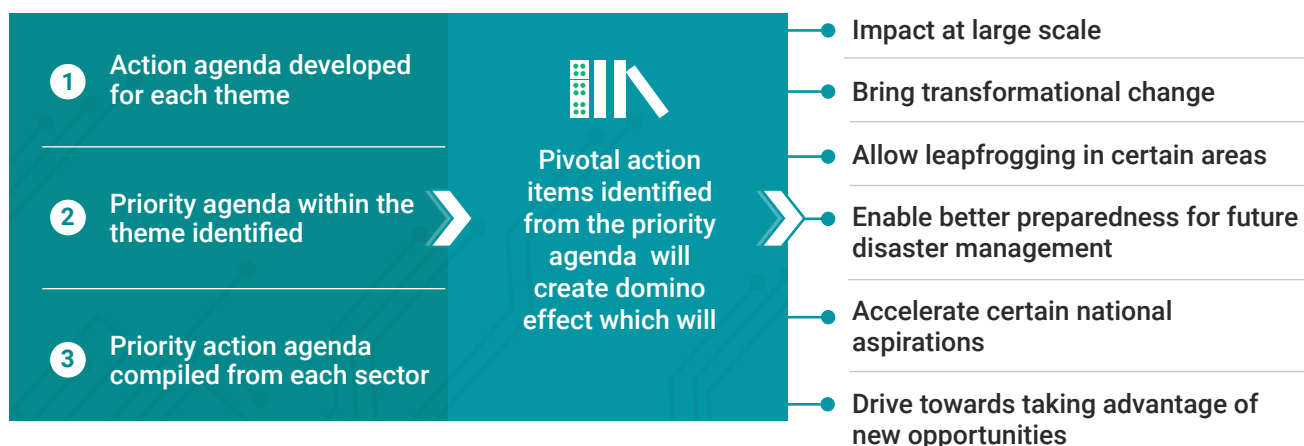 1
Action agenda developed
for each theme
2
Priority agenda within the
theme identified
3
Priority action agenda
compiled from each sector
Pivotal action
items identified
from the priority
agenda will
create domino
effect which will
Impact at large scale
Bring transformational change
Allow leapfrogging in certain areas
Enable better preparedness for future
disaster management
Accelerate certain national
aspirations
Drive towards taking advantage of
new opportunities